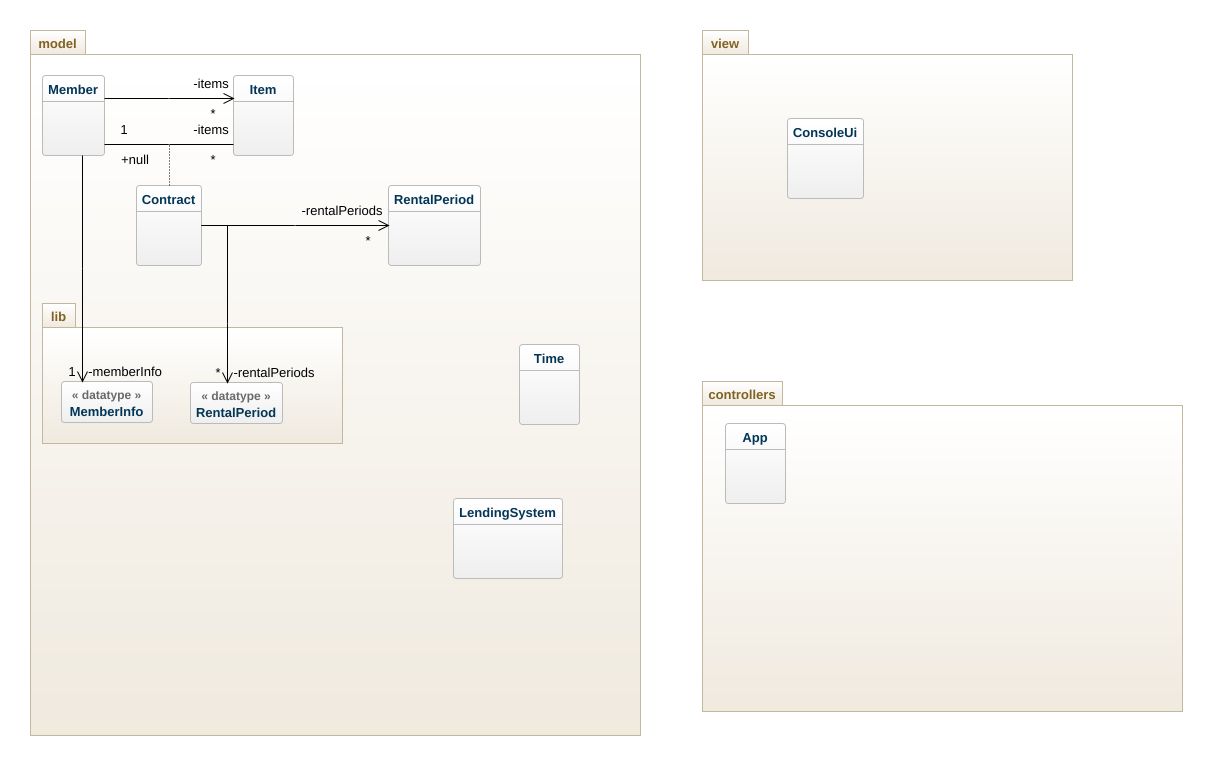 model
Member
-items
Item
*
1
-items
+null
*
Contract
-rentalPeriods
RentalPeriod
*
lib
1
-memberInfo
*
-rentalPeriods
« datatype »
MemberInfo
« datatype »
RentalPeriod
Time
LendingSystem
view
ConsoleUi
controllers
App